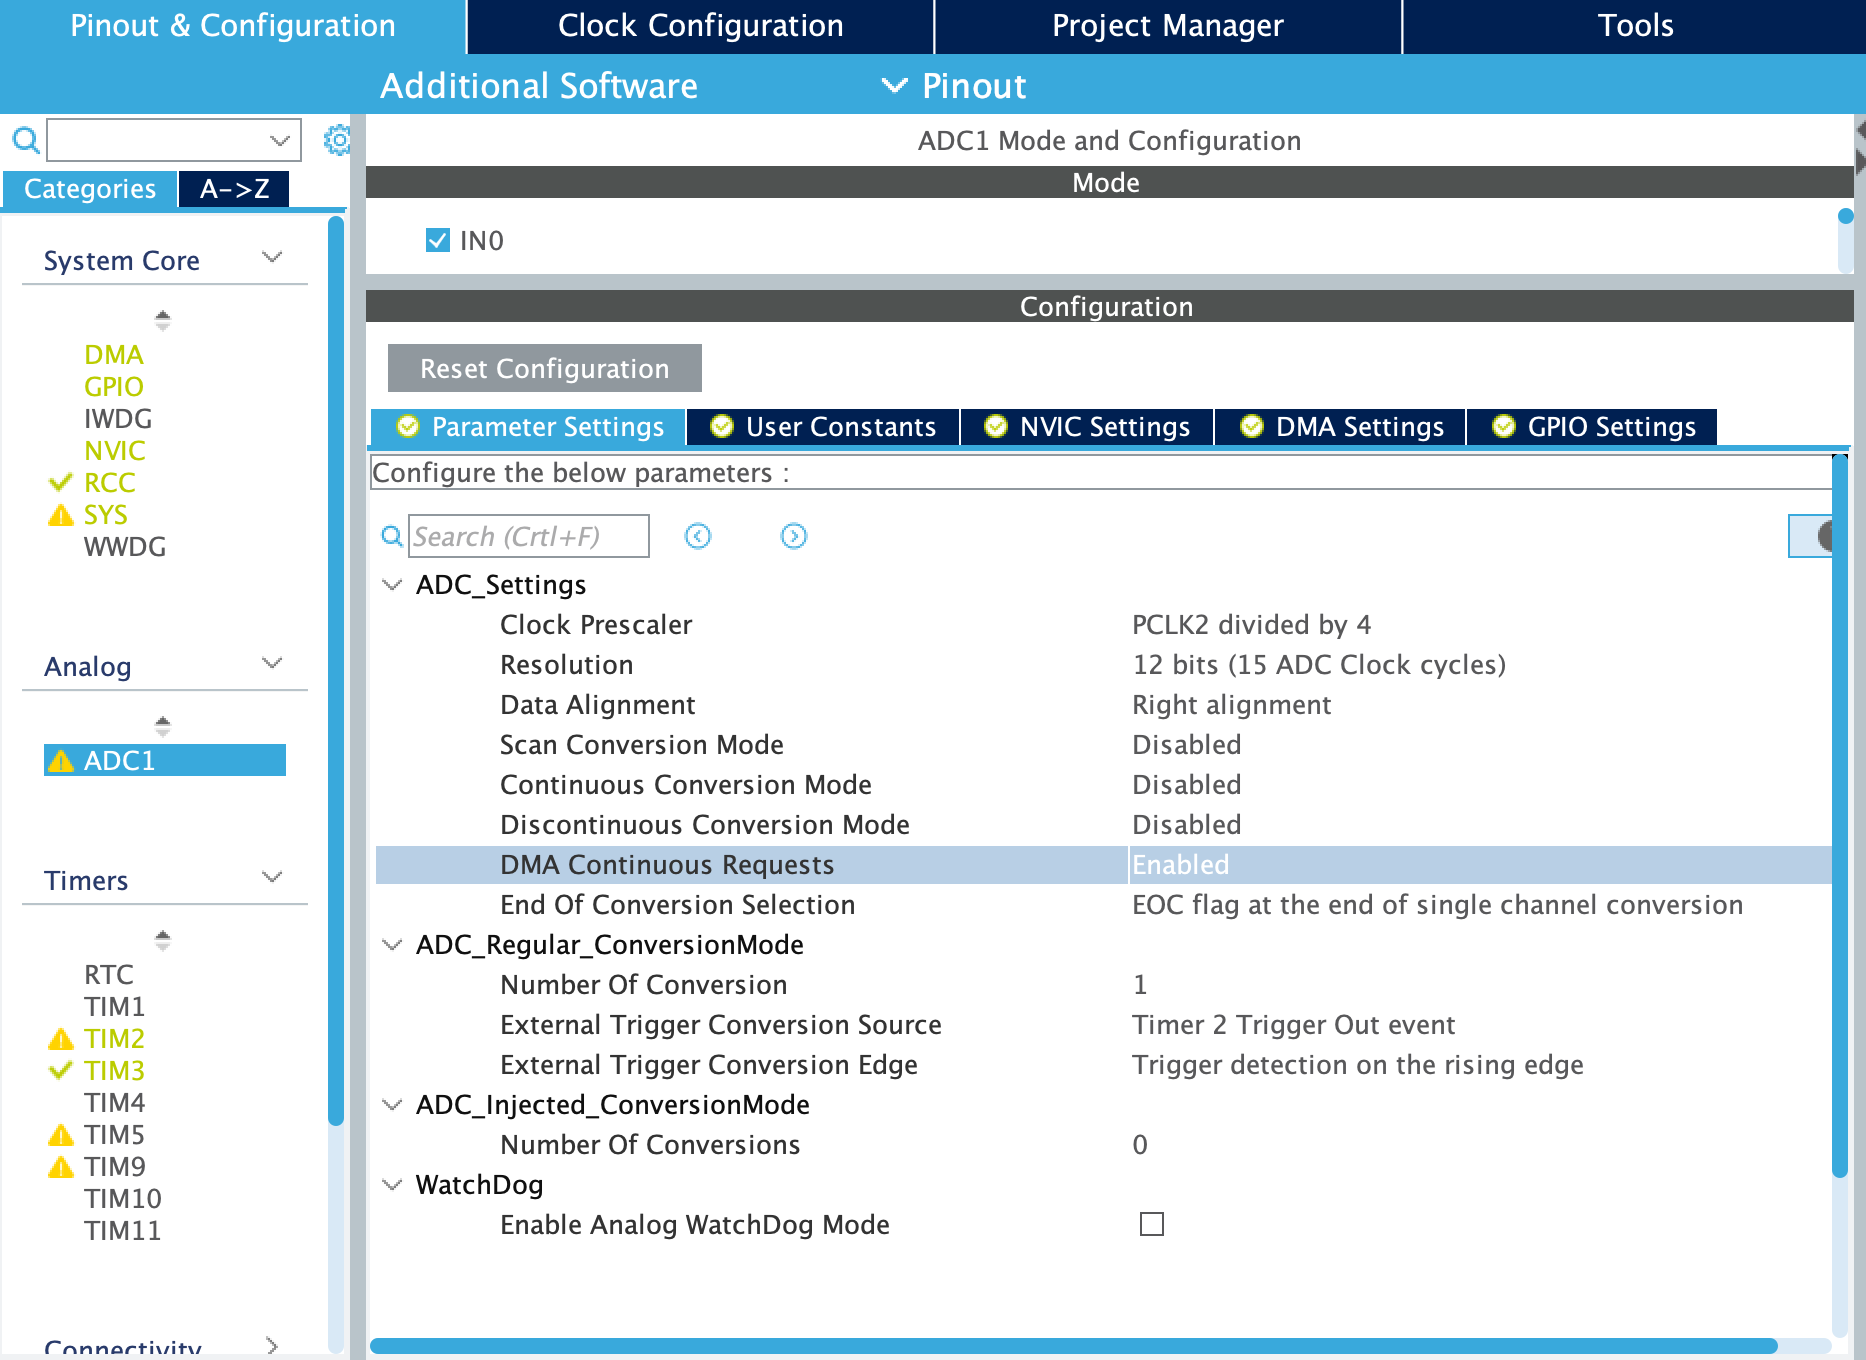 Pinout & Configuration
Clock Configuration
Project Manager
Tools
Additional Software
Pinout
Categories
A->Z
System Core
DMA
GPIO
IWDG
NVIC
RCC
SYS
WWDG
Analog
ADC1
Timers
RTC
TIM1
TIM2
TIM3
TIM4
TIM5
TIM9
TIM10
TIM11
Connectivity
ADC1 Mode and Configuration
Mode
IN0
Configuration
Reset Configuration
Parameter Settings
User Constants
NVIC Settings
DMA Settings
GPIO Settings
Configure the below parameters :
Search (Crtl+F)
ADC_Settings
Clock Prescaler PCLK2 divided by 4
Resolution 12 bits (15 ADC Clock cycles)
Data Alignment Right alignment
Scan Conversion Mode Disabled
Continuous Conversion Mode Disabled
Discontinuous Conversion Mode Disabled
DMA Continuous Requests Enabled
End Of Conversion Selection EOC flag at the end of single channel conversion
ADC_Regular_ConversionMode
Number Of Conversion 1
External Trigger Conversion Source Timer 2 Trigger Out event
External Trigger Conversion Edge Trigger detection on the rising edge
ADC_Injected_ConversionMode
Number Of Conversions 0
WatchDog
Enable Analog WatchDog Mode